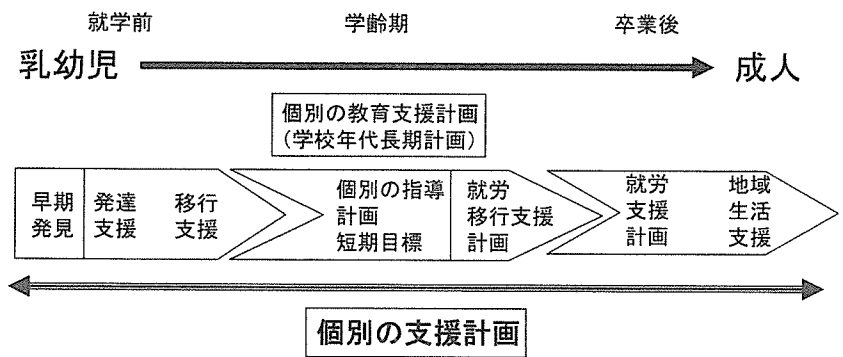 就学前 学齢期 卒業後
乳幼児 成人
個別の教育支援計画
(学校年代長期計画)
早期 発達 移行 個別の指導 就労 就労 地域
発見 支援 支援 計画 移行支援 支援 生活
短期目標 計画 計画 支援
個別の支援計画